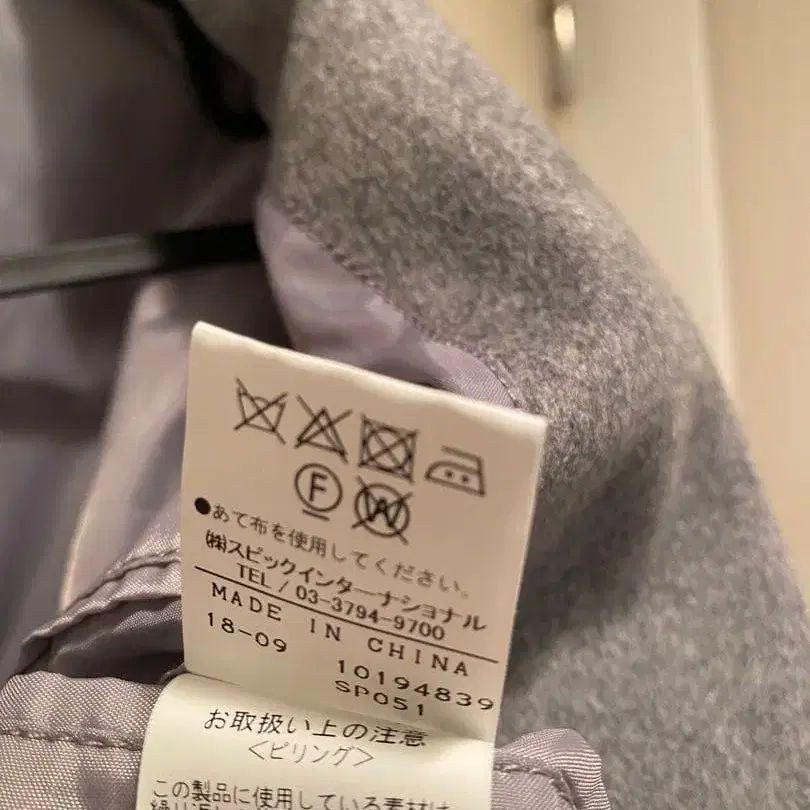 F W
●あて布を使用してください。
㈱スピックインターナショナル
TEL / 03-3794-9700
MADE IN CHINA
18-09 10194839
SP051
お取扱い上の注意
<ピリング>
この製品に使用している素材は